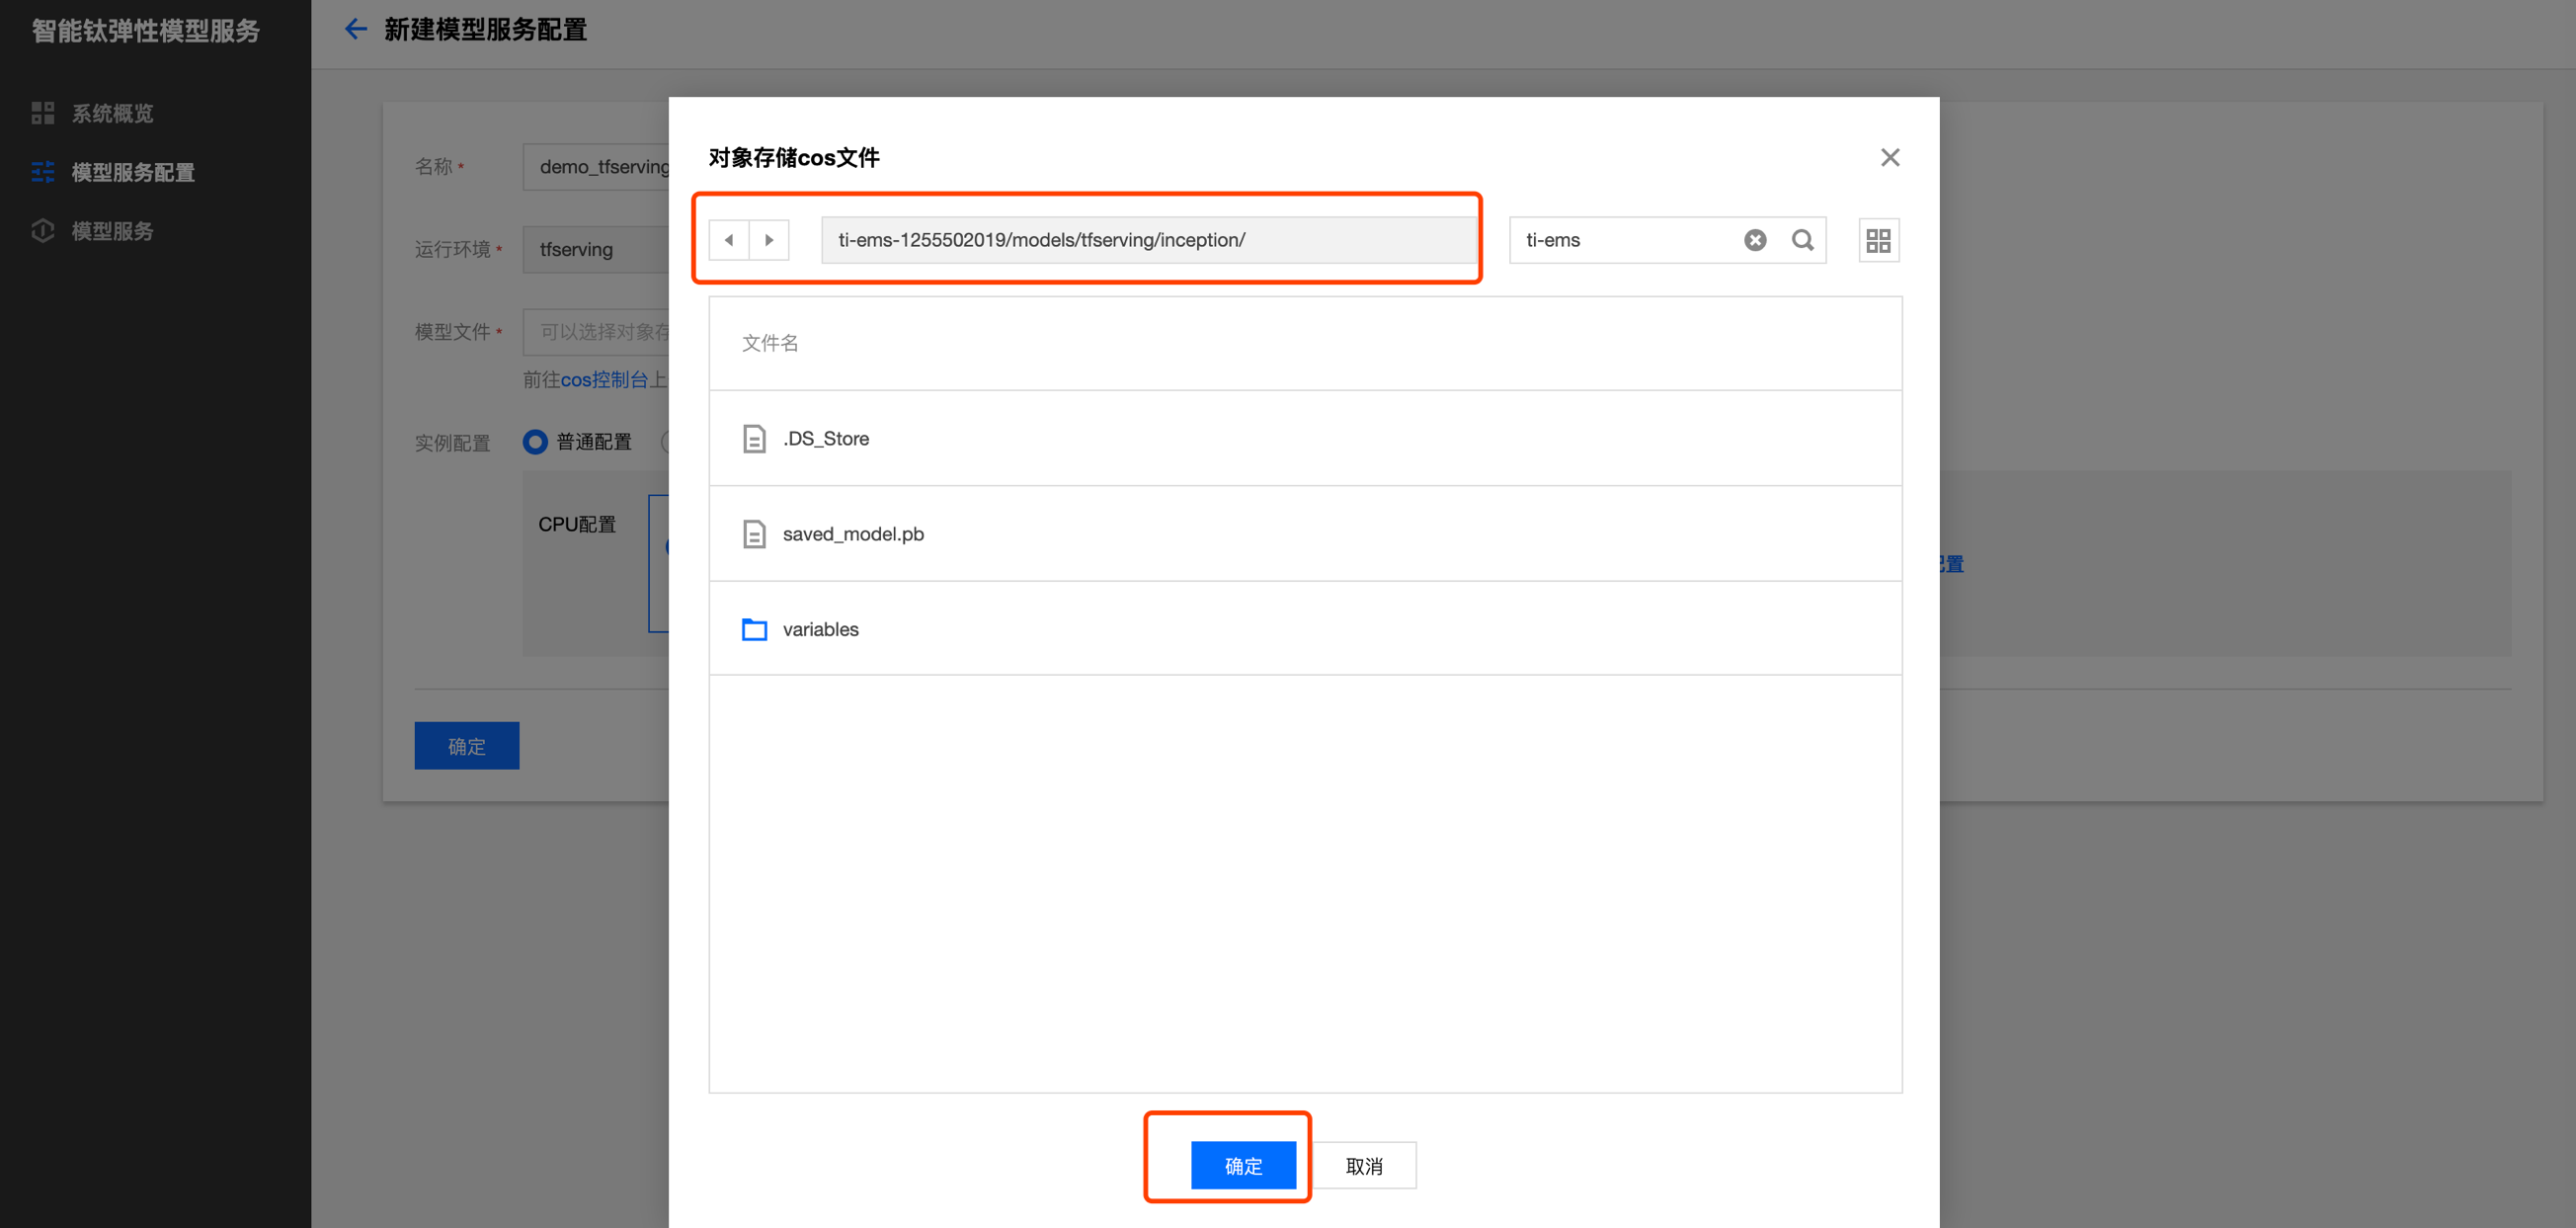 智能钛弹性模型服务
新建模型服务配置
系统概览
模型服务配置
模型服务
名称 *
demo_tfserving
运行环境 *
tfserving
模型文件 *
可以选择对象存
前往cos控制台上
实例配置
普通配置
CPU配置
配置
确定
对象存储cos文件
ti-ems-1255502019/models/tfserving/inception/
ti-ems
文件名
.DS_Store
saved_model.pb
variables
确定
取消